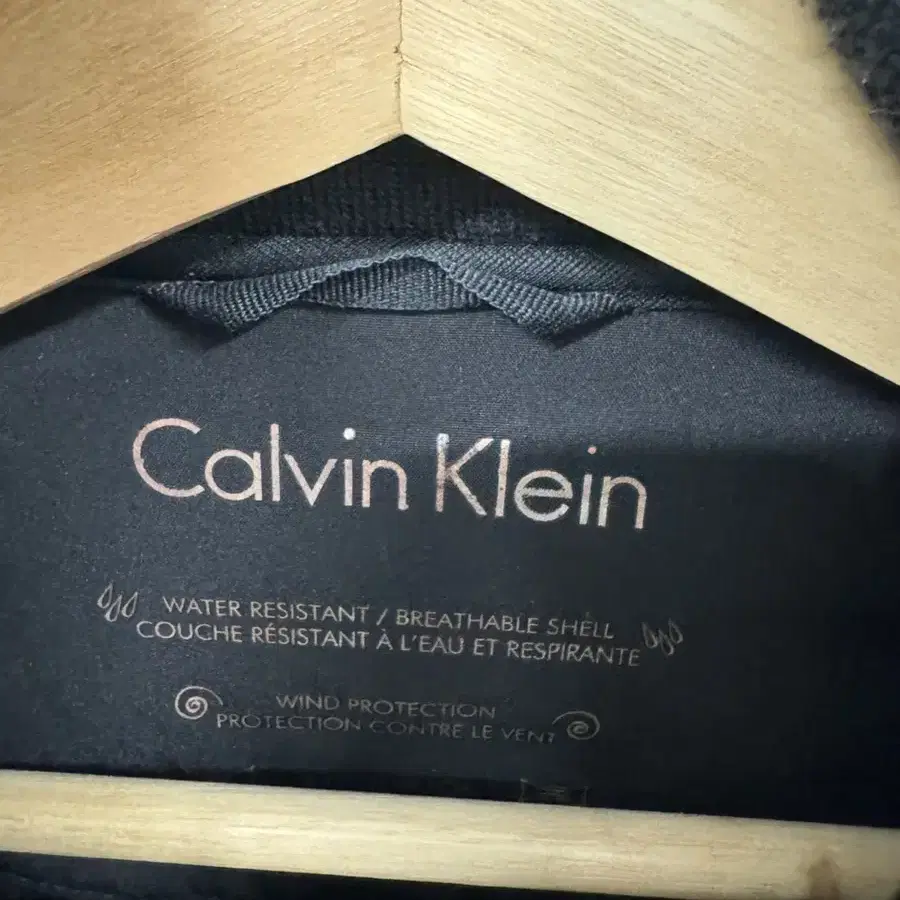 Calvin Klein
WATER RESISTANT / BREATHABLE SHELL
COUCHE RÉSISTANT À L'EAU ET RESPIRANTE
WIND PROTECTION
PROTECTION CONTRE LE VENT